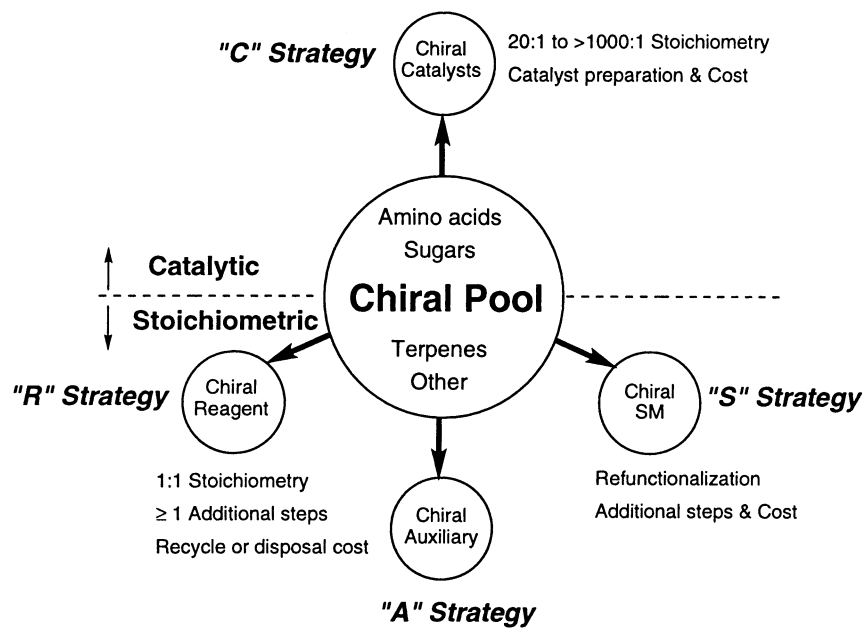 "C" Strategy
Chiral
Catalysts
20:1 to >1000:1 Stoichiometry
Catalyst preparation & Cost
Amino acids
Sugars
Chiral Pool
Terpenes
Other
Catalytic
Stoichiometric
"R" Strategy
Chiral
Reagent
1:1 Stoichiometry
≥ 1 Additional steps
Recycle or disposal cost
Chiral
Auxiliary
"A" Strategy
Chiral
SM
"S" Strategy
Refunctionalization
Additional steps & Cost